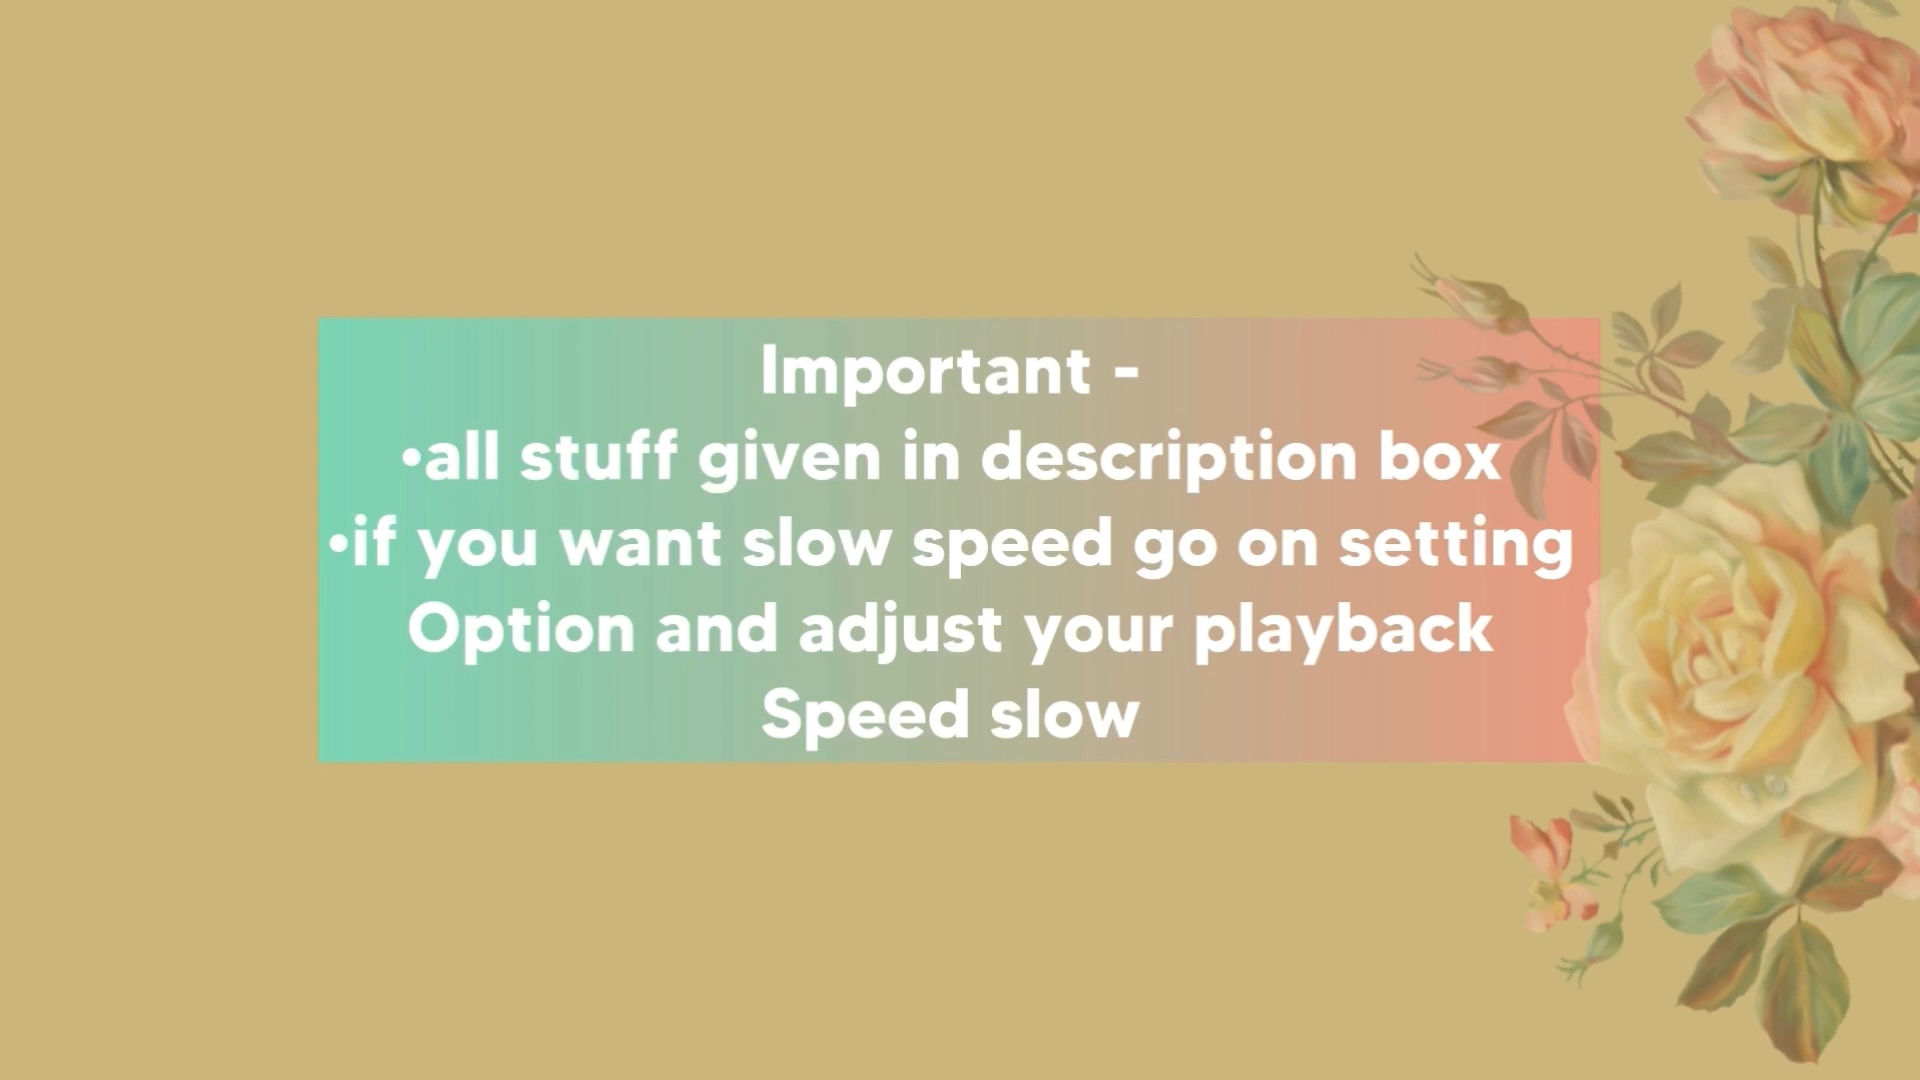 Important -
•all stuff given in description box
•if you want slow speed go on setting
Option and adjust your playback
Speed slow